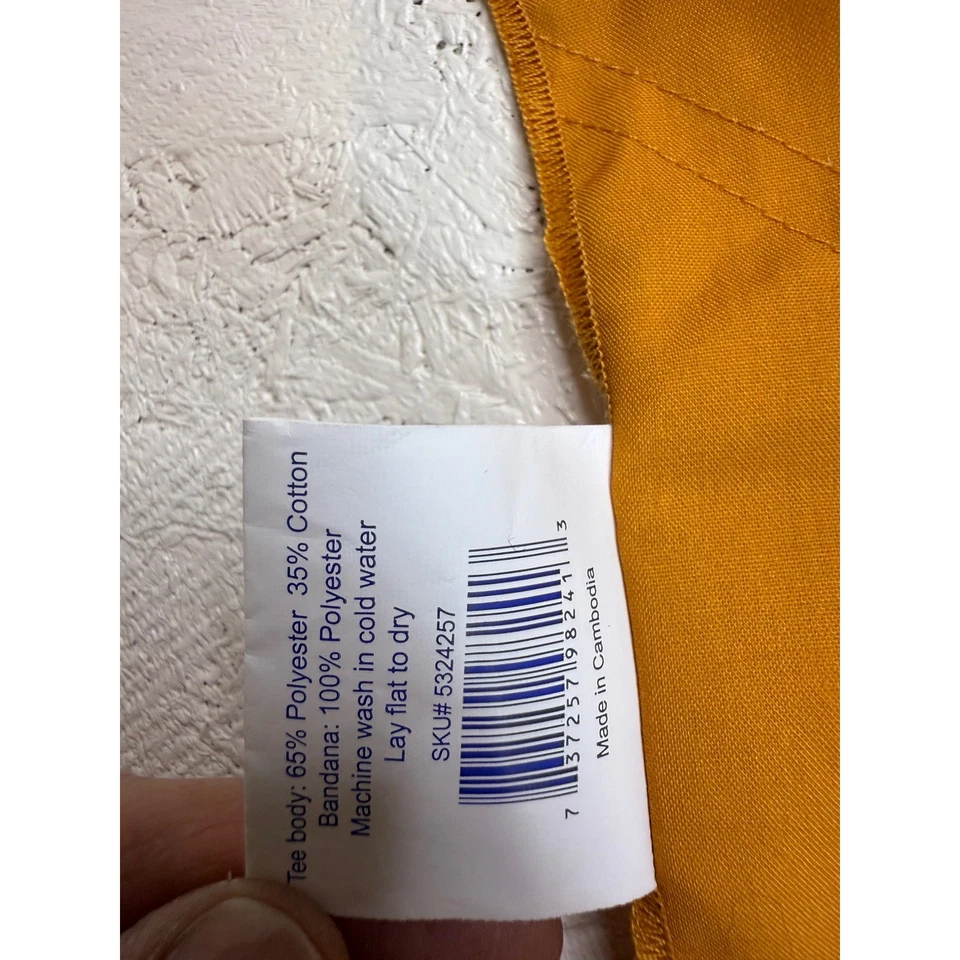 Tee body: 65% Polyester 35% Cotton
Bandana: 100% Polyester
Machine wash in cold water
Lay flat to dry
SKU# 5324257
7 37257 98241 3
Made in Cambodia